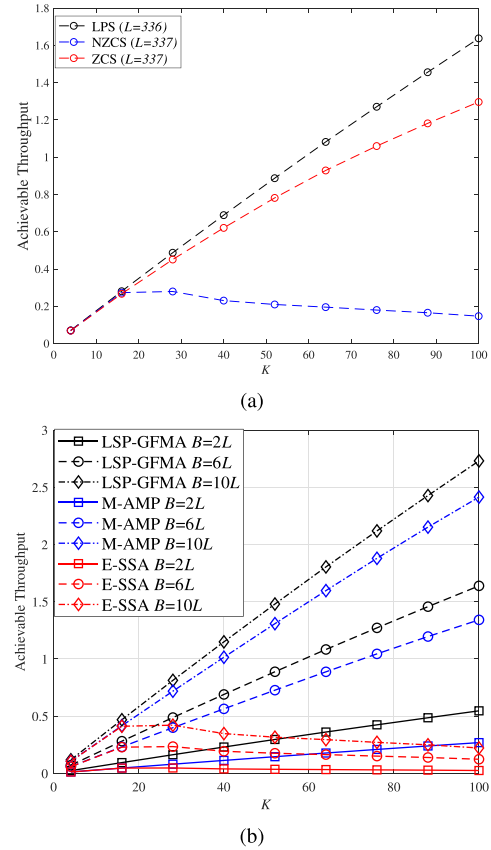 1.8
1.6
1.4
1.2
1
0.8
0.6
0.4
0.2
0
Achievable Throughput
LPS (L=336)
NZCS (L=337)
ZCS (L=337)
0 10 20 30 40 50 60 70 80 90 100
K
(a)
3
2.5
2
1.5
1
0.5
0
Achievable Throughput
LSP-GFMA B=2L
LSP-GFMA B=6L
LSP-GFMA B=10L
M-AMP B=2L
M-AMP B=6L
M-AMP B=10L
E-SSA B=2L
E-SSA B=6L
E-SSA B=10L
0 20 40 60 80 100
K
(b)